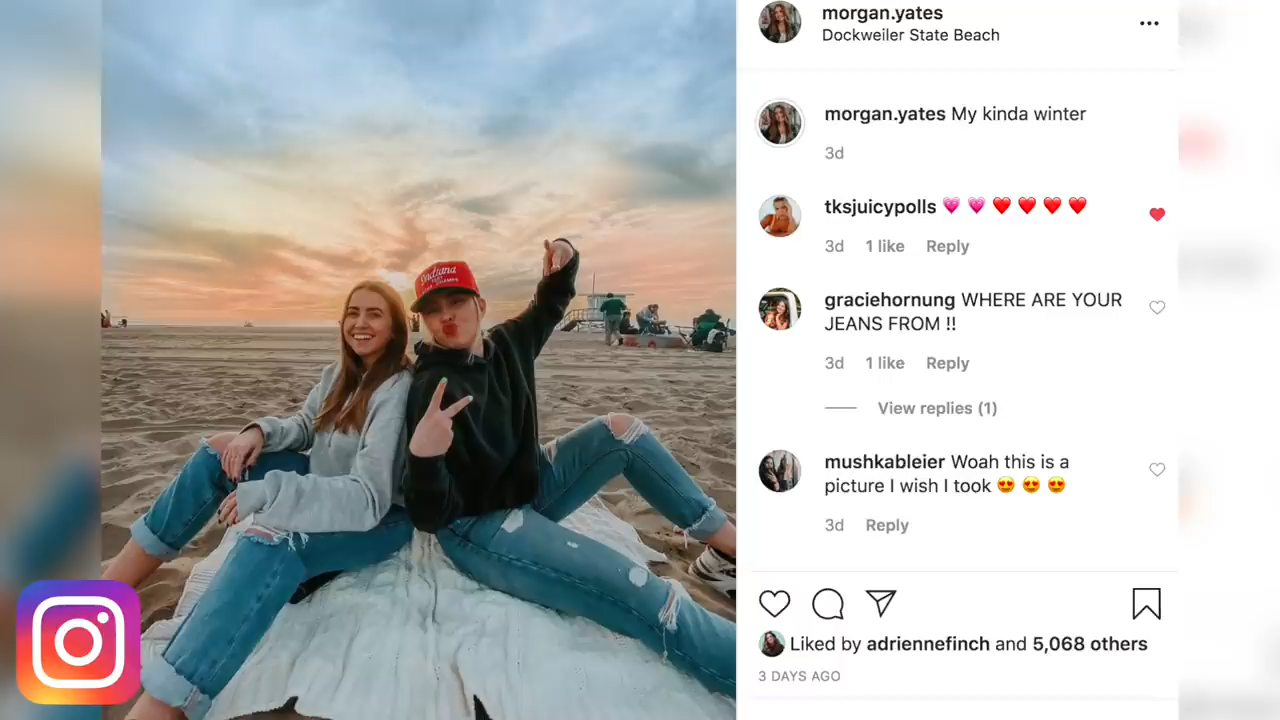 morgan.yates
Dockweiler State Beach
morgan.yates My kinda winter
3d
tksjuicypolls 💗 💗 ❤️ ❤️ ❤️ ❤️
3d 1 like Reply
graciehornung WHERE ARE YOUR
JEANS FROM !!
3d 1 like Reply
View replies (1)
mushkableier Woah this is a
picture I wish I took 😍 😍 😍
3d Reply
Liked by adriennefinch and 5,068 others
3 DAYS AGO
Indiana